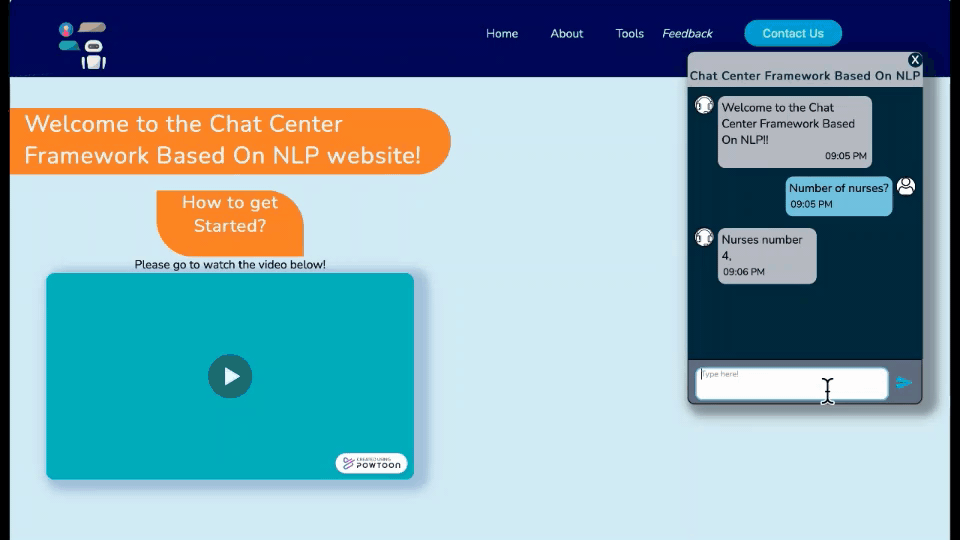 Home
About
Tools
Feedback
Contact Us
Welcome to the Chat Center
Framework Based On NLP website!
How to get
Started?
Please go to watch the video below!
CREATED USING
POWTOON
X
Chat Center Framework Based On NLP
Welcome to the Chat
Center Framework Based
On NLP!!
09:05 PM
Number of nurses?
09:05 PM
Nurses number
4,
09:06 PM
Type here!